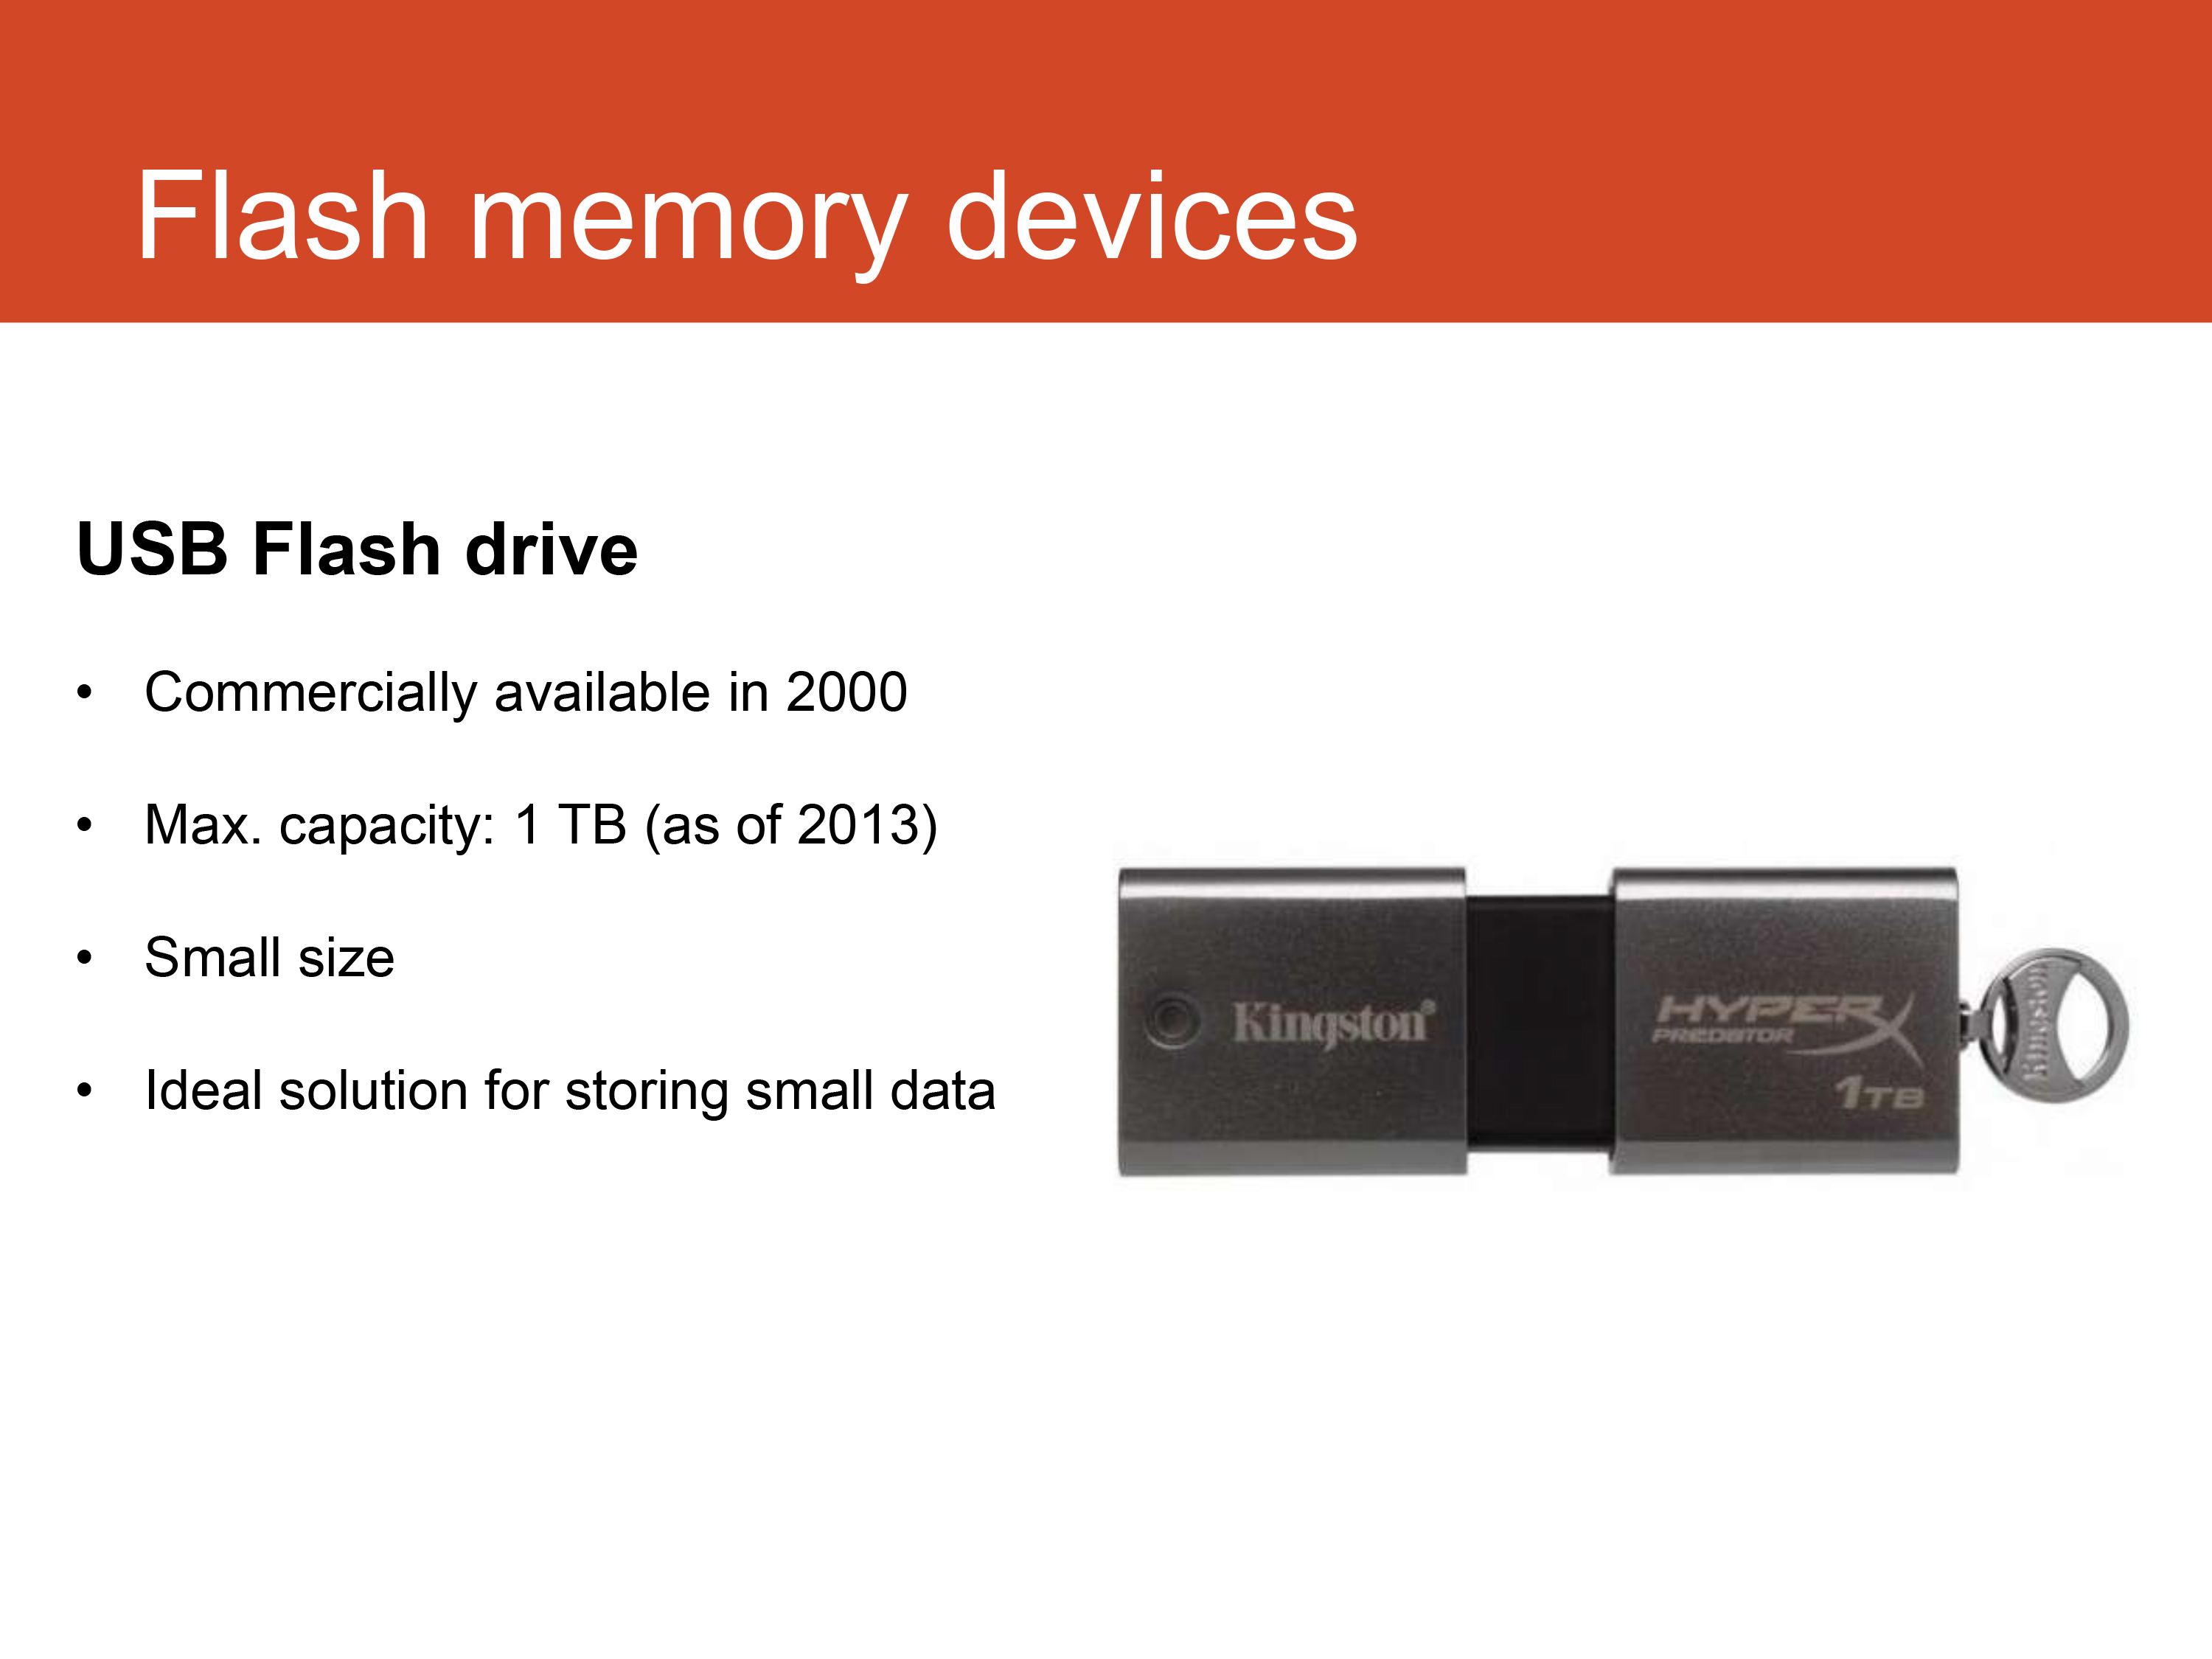 Flash memory devices
USB Flash drive
• Commercially available in 2000
• Max. capacity: 1 TB (as of 2013)
• Small size
• Ideal solution for storing small data
Kingston®
HYPERX
PREDATOR
1TB
Kingston